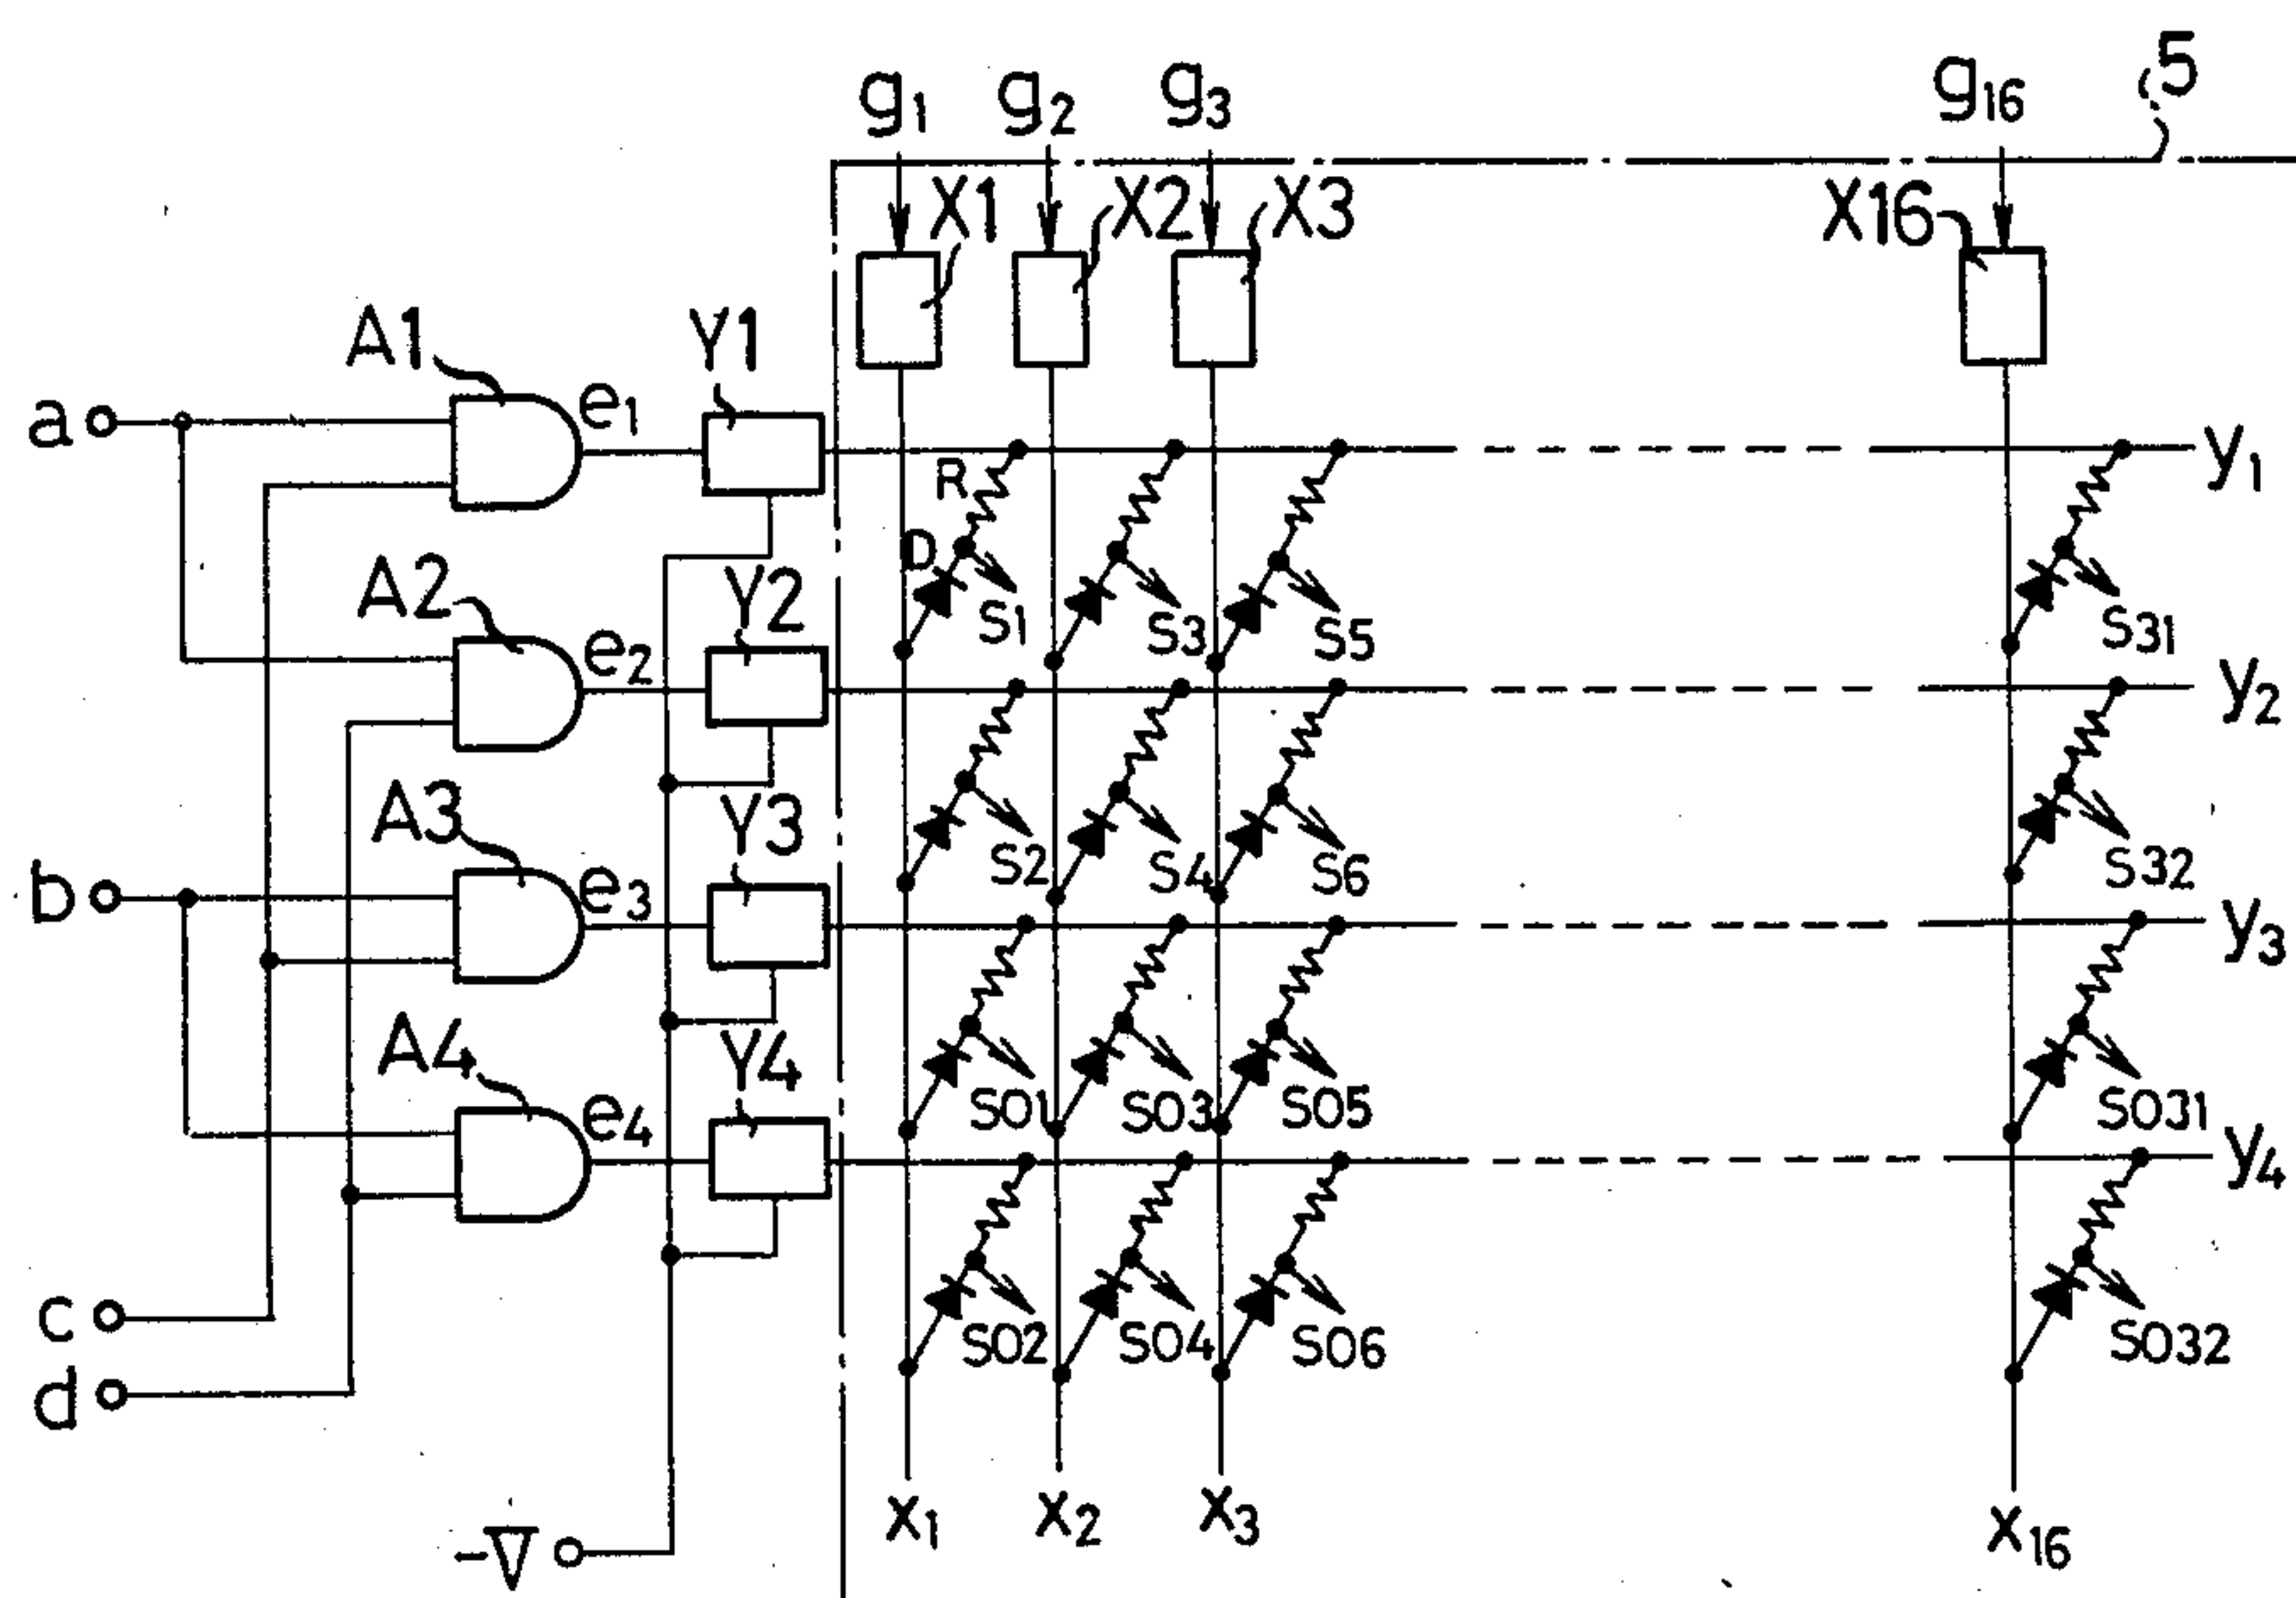 g1 g2 g3 g16 5
X1 X2 X3 X16
A1 Y1
a e1 y1
R
D
S1 S3 S5 S31
A2 Y2
e2 y2
A3 Y3
S2 S4 S6 S32
b e3 y3
A4 Y4
SO1 SO3 SO5 SO31
e4 y4
c SO2 SO4 SO6 SO32
d
x1 x2 x3 x16
-V